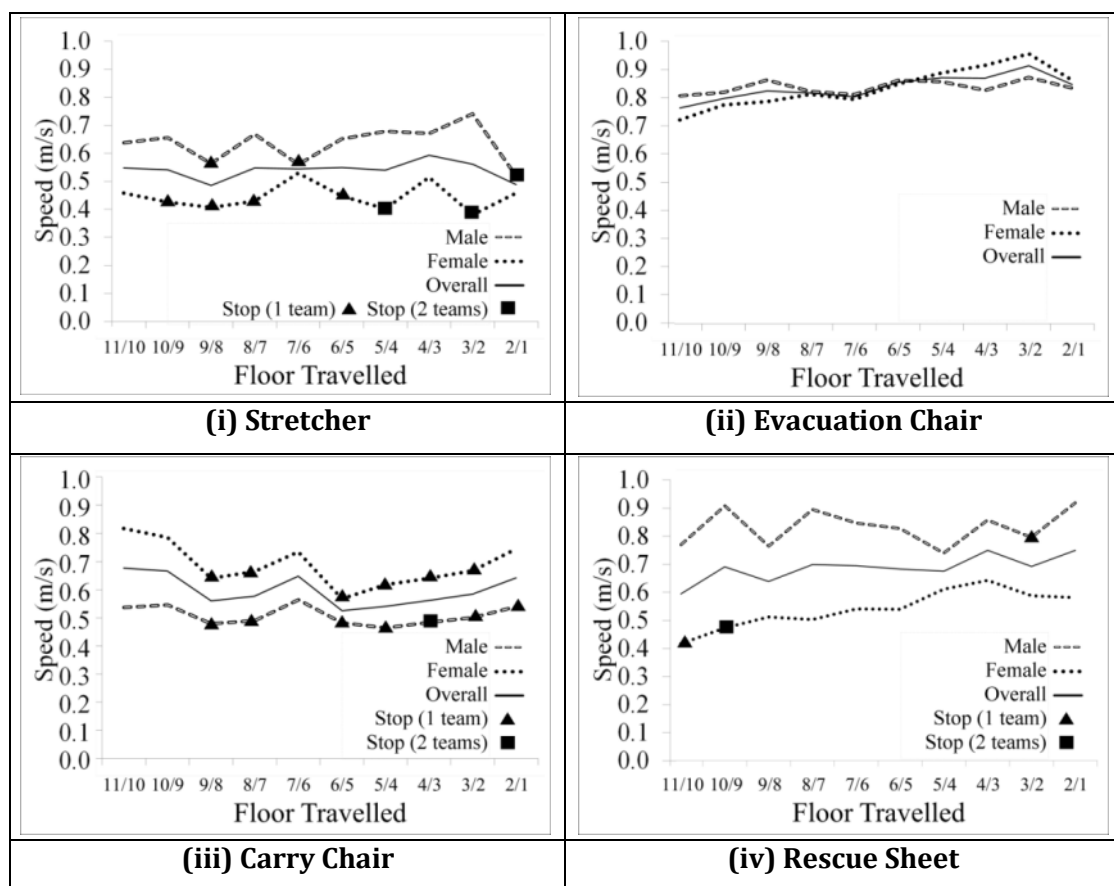 1.0
0.9
0.8
0.7
0.6
0.5
0.4
0.3
0.2
0.1
0.0
Speed (m/s)
Male
Female
Overall
Stop (1 team) Stop (2 teams)
11/10 10/9 9/8 8/7 7/6 6/5 5/4 4/3 3/2 2/1
Floor Travelled
(i) Stretcher
1.0
0.9
0.8
0.7
0.6
0.5
0.4
0.3
0.2
0.1
0.0
Speed (m/s)
Male
Female
Overall
11/10 10/9 9/8 8/7 7/6 6/5 5/4 4/3 3/2 2/1
Floor Travelled
(ii) Evacuation Chair
1.0
0.9
0.8
0.7
0.6
0.5
0.4
0.3
0.2
0.1
0.0
Speed (m/s)
Male
Female
Overall
Stop (1 team)
Stop (2 teams)
11/10 10/9 9/8 8/7 7/6 6/5 5/4 4/3 3/2 2/1
Floor Travelled
(iii) Carry Chair
1.0
0.9
0.8
0.7
0.6
0.5
0.4
0.3
0.2
0.1
0.0
Speed (m/s)
Male
Female
Overall
Stop (1 team)
Stop (2 teams)
11/10 10/9 9/8 8/7 7/6 6/5 5/4 4/3 3/2 2/1
Floor Travelled
(iv) Rescue Sheet